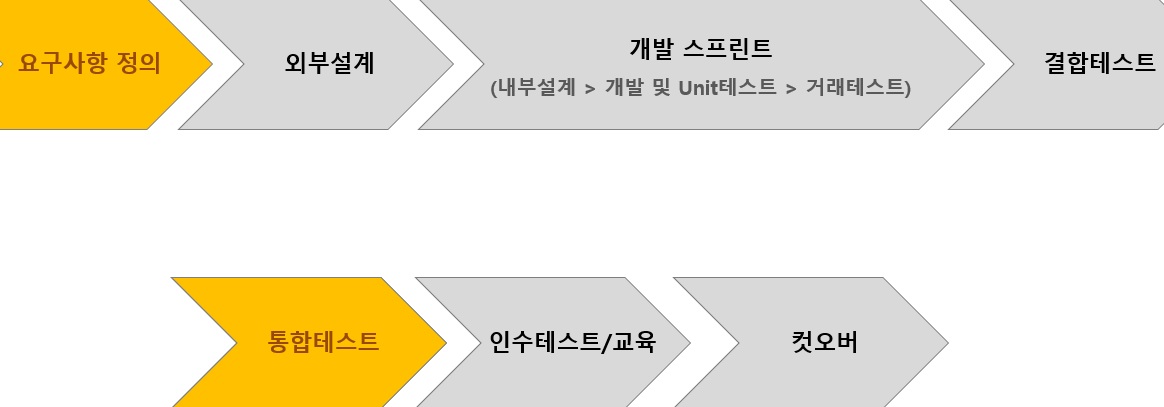 요구사항 정의
외부설계
개발 스프린트
(내부설계 > 개발 및 Unit테스트 > 거래테스트)
결합테스트
통합테스트
인수테스트/교육
컷오버